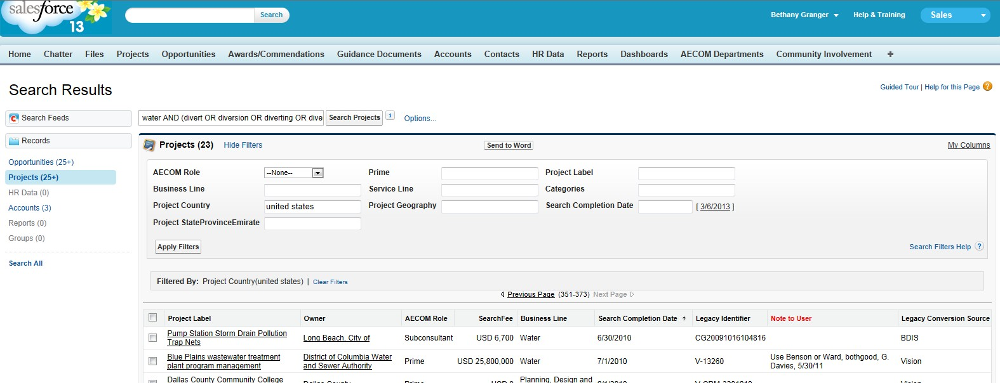 salesforce
13
Search
Bethany Granger
Help & Training
Sales
Home Chatter Files Projects Opportunities Awards/Commendations Guidance Documents Accounts Contacts HR Data Reports Dashboards AECOM Departments Community Involvement +
Search Results
Guided Tour | Help for this Page ?
Search Feeds
water AND (divert OR diversion OR diverting OR dive
Search Projects
i
Options...
Records
Opportunities (25+)
Projects (25+)
HR Data (0)
Accounts (3)
Reports (0)
Groups (0)
Search All
Projects (23) Hide Filters
Send to Word
My Columns
AECOM Role --None-- Prime Project Label
Business Line Service Line Categories
Project Country united states Project Geography Search Completion Date [ 3/6/2013 ]
Project StateProvinceEmirate
Apply Filters
Search Filters Help ?
Filtered By: Project Country(united states) | Clear Filters
Previous Page (351-373) Next Page
Project Label Owner AECOM Role SearchFee Business Line Search Completion Date Legacy Identifier Note to User Legacy Conversion Source
Pump Station Storm Drain Pollution
Trap Nets
Long Beach, City of
Subconsultant
USD 6,700
Water
6/30/2010
CG20091016104816
BDIS
Blue Plains wastewater treatment
plant program management
District of Columbia Water
and Sewer Authority
Prime
USD 25,800,000
Water
7/1/2010
V-13260
Use Benson or Ward, bothgood, G.
Davies, 5/30/11
Vision
Dallas County Community College
Dallas County
Prime
USD 0
Planning, Design and
Vision